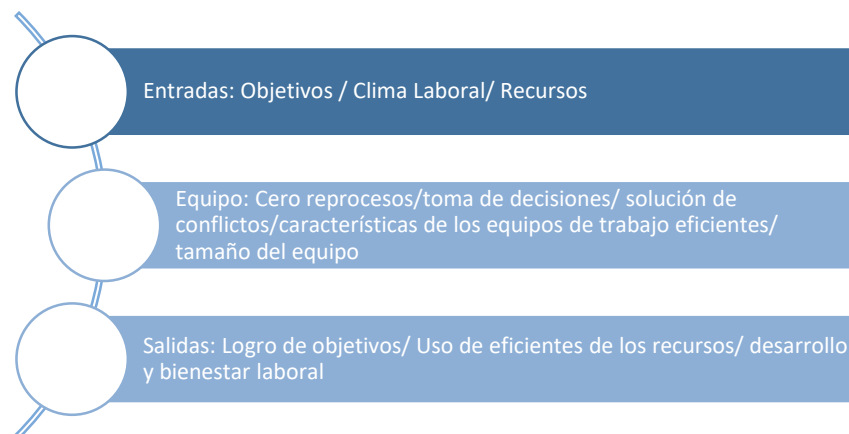 Entradas: Objetivos / Clima Laboral/ Recursos
Equipo: Cero reprocesos/toma de decisiones/ solución de
conflictos/características de los equipos de trabajo eficientes/
tamaño del equipo
Salidas: Logro de objetivos/ Uso de eficientes de los recursos/ desarrollo
y bienestar laboral